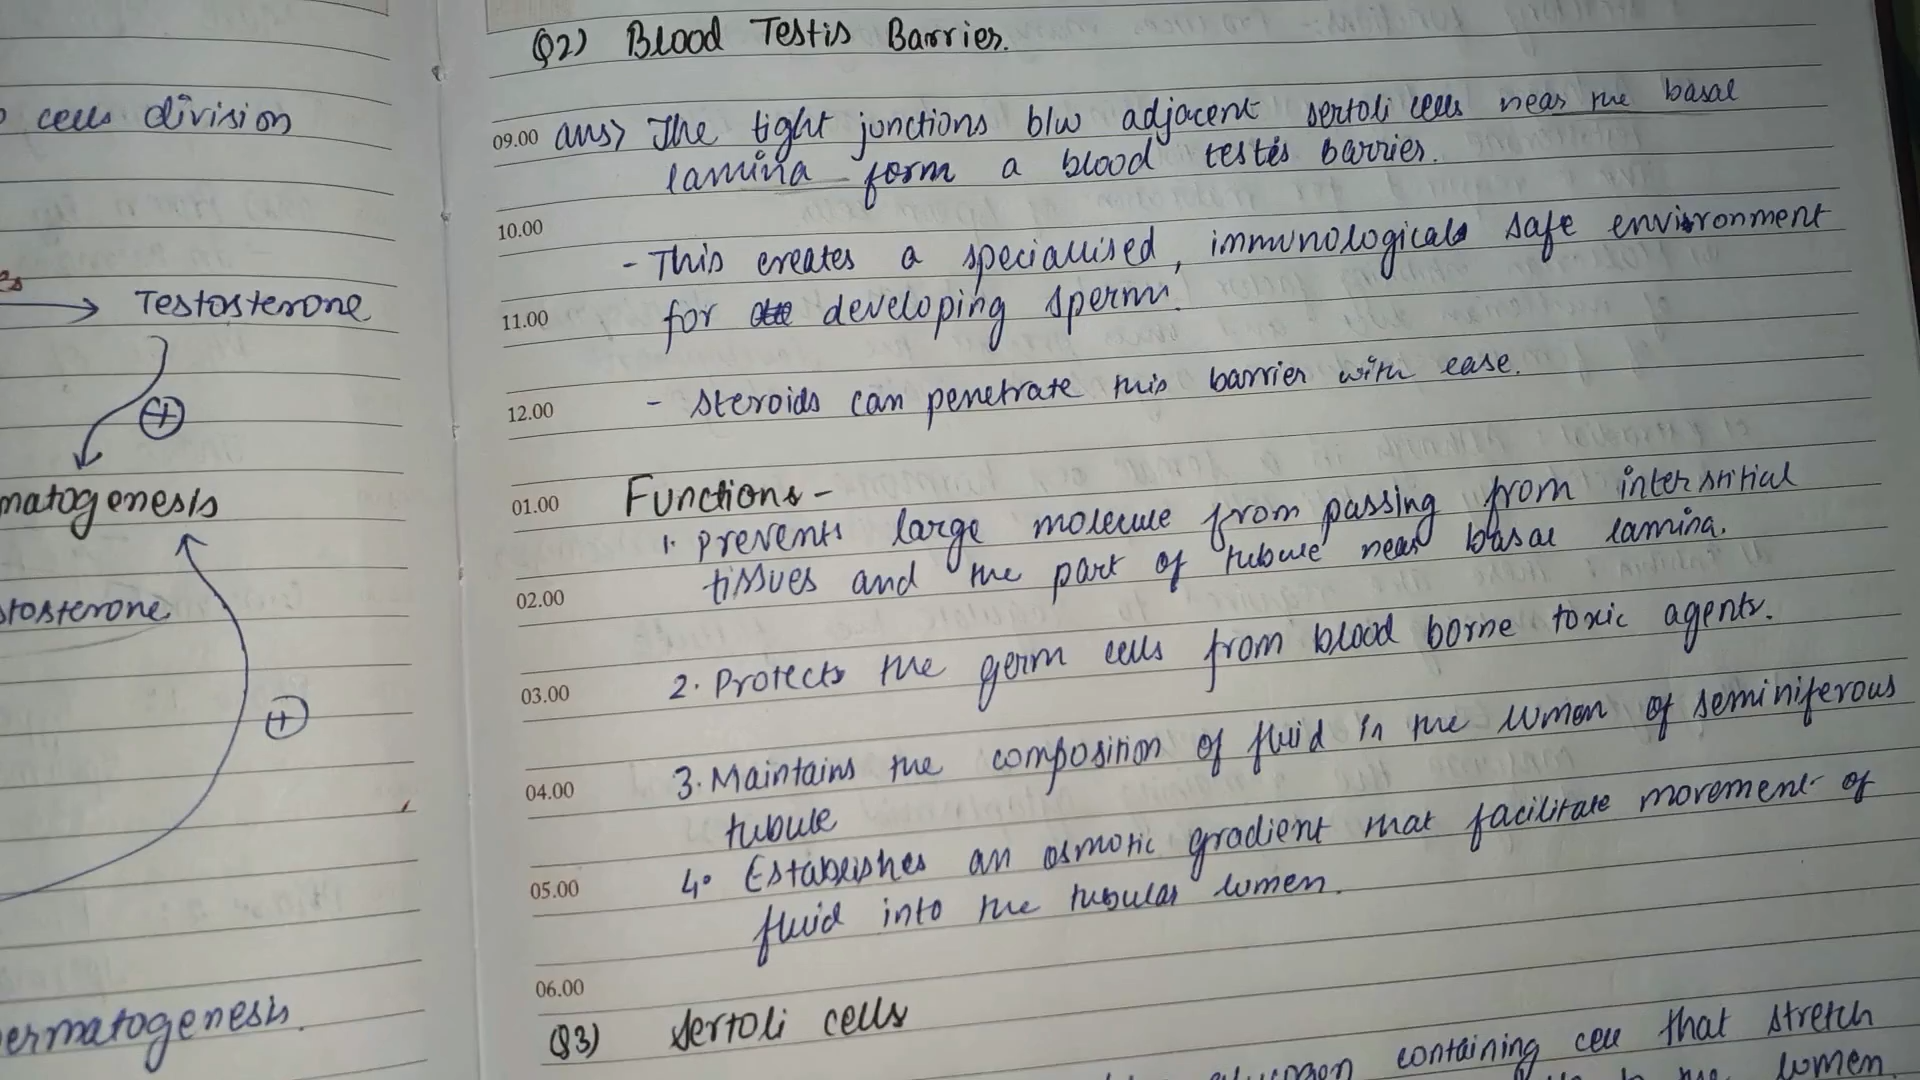 cells division
Testosterone
+
matogenesis
stosterone
+
ermatogenesis.
Q2) Blood Testis Barrier.
09.00 ans> The tight junctions b/w adjacent sertoli cells near the basal
lamina form a blood testis barrier.
10.00
- This creates a specialised, immunological safe environment
11.00 for developing sperm.
12.00 - Steroids can penetrate this barrier with ease.
01.00 Functions -
1. prevents large molecule from passing from interstitial
02.00 tissues and the part of tubule near basal lamina.
03.00 2. Protects the germ cells from blood borne toxic agents.
04.00 3. Maintains the composition of fluid in the lumen of seminiferous
tubule
05.00 4. Establishes an osmotic gradient that facilitate movement of
fluid into the tubular lumen.
06.00
Q3) Sertoli cells
containing cell that stretch
lumen